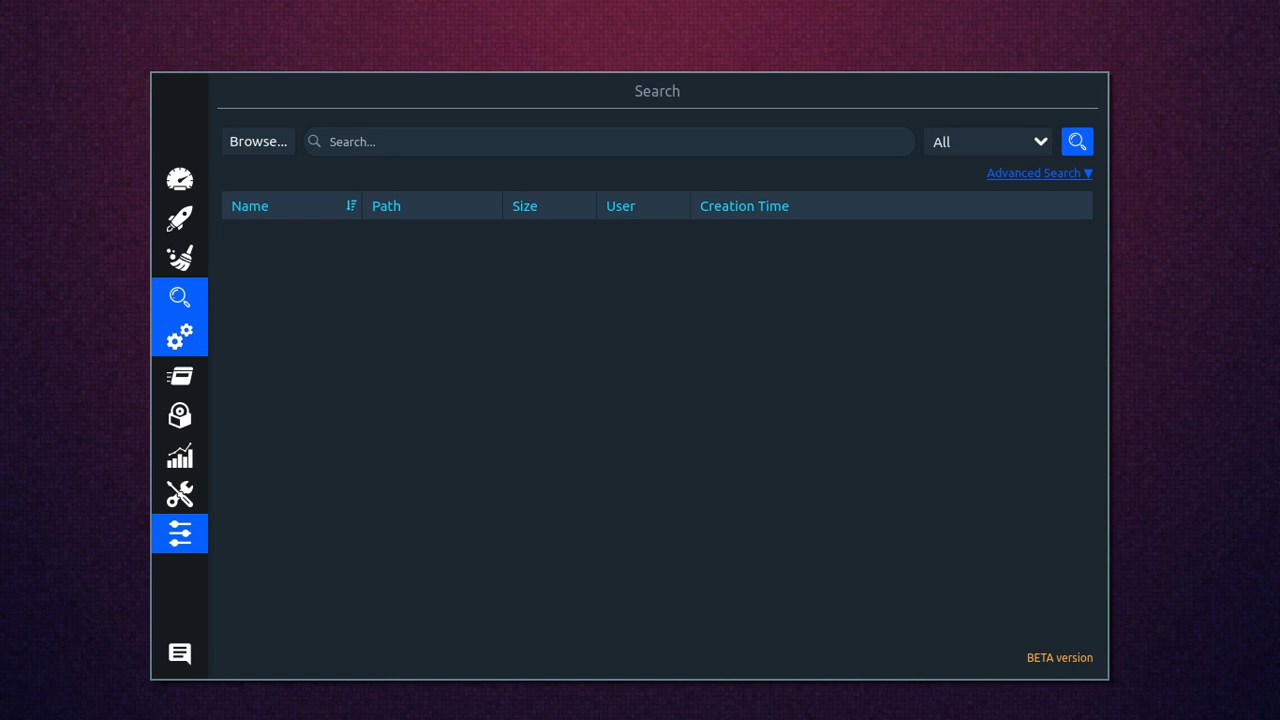 Search
Browse... Search... All
Advanced Search ▼
Name Path Size User Creation Time
BETA version